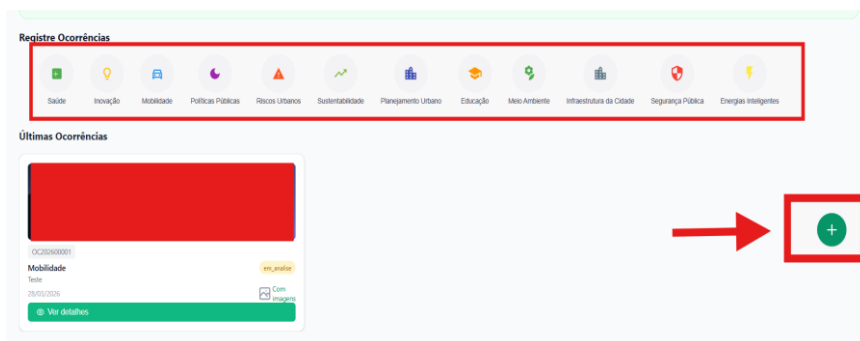 Registre Ocorrências
Saúde Inovação Mobilidade Políticas Públicas Riscos Urbanos Sustentabilidade Planejamento Urbano Educação Meio Ambiente Infraestrutura da Cidade Segurança Pública Energias Inteligentes
Últimas Ocorrências
OC202600001
Mobilidade em_analise
Teste
26/03/2026 Com
imagens
Ver detalhes